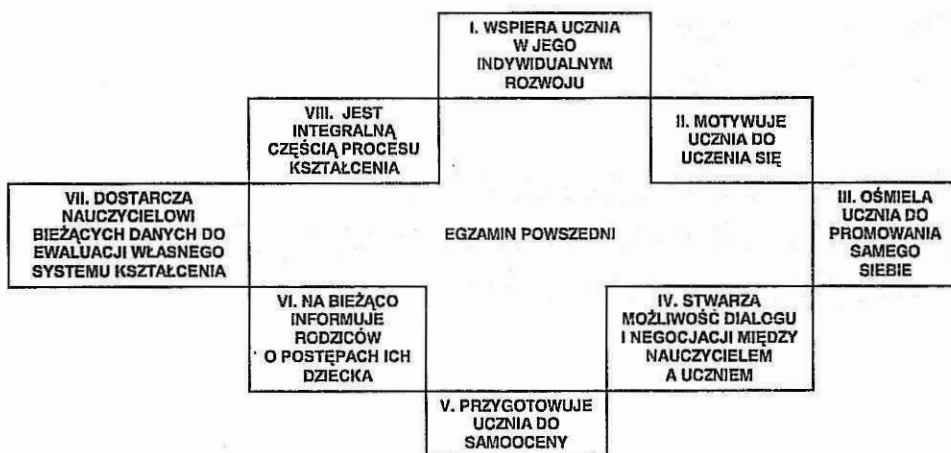 I. WSPIERA UCZNIA
W JEGO
INDYWIDUALNYM
ROZWOJU
II. MOTYWUJE
UCZNIA DO
UCZENIA SIĘ
III. OŚMIELA
UCZNIA DO
PROMOWANIA
SAMEGO
SIEBIE
IV. STWARZA
MOŻLIWOŚĆ DIALOGU
I NEGOCJACJI MIĘDZY
NAUCZYCIELEM
A UCZNIEM
V. PRZYGOTOWUJE
UCZNIA DO
SAMOOCENY
VI. NA BIEŻĄCO
INFORMUJE
RODZICÓW
O POSTĘPACH ICH
DZIECKA
VII. DOSTARCZA
NAUCZYCIELOWI
BIEŻĄCYCH DANYCH DO
EWALUACJI WŁASNEGO
SYSTEMU KSZTAŁCENIA
VIII. JEST
INTEGRALNĄ
CZĘŚCIĄ PROCESU
KSZTAŁCENIA
EGZAMIN POWSZEDNI